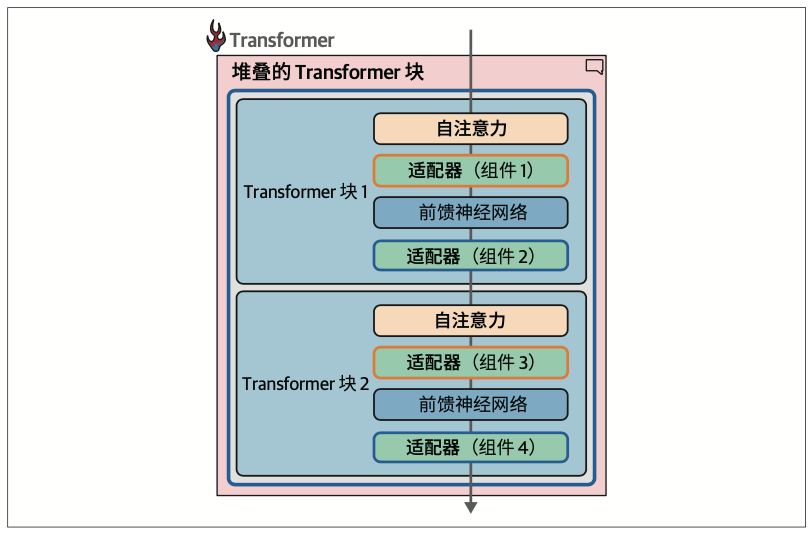 Transformer
堆叠的 Transformer 块
自注意力
适配器（组件 1）
Transformer 块 1
前馈神经网络
适配器（组件 2）
自注意力
适配器（组件 3）
Transformer 块 2
前馈神经网络
适配器（组件 4）